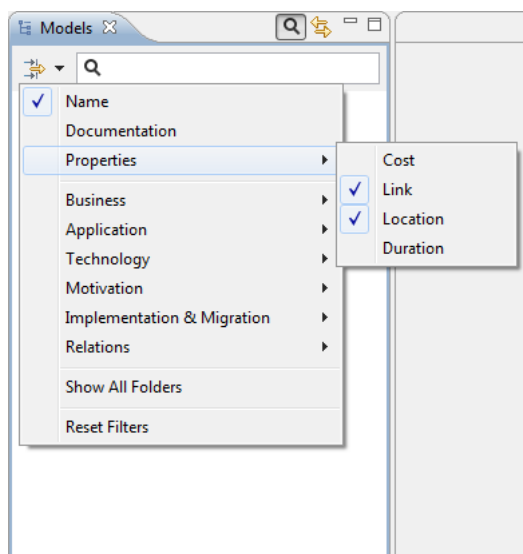 Models
Name
Documentation
Properties
Business
Application
Technology
Motivation
Implementation & Migration
Relations
Show All Folders
Reset Filters
Cost
Link
Location
Duration